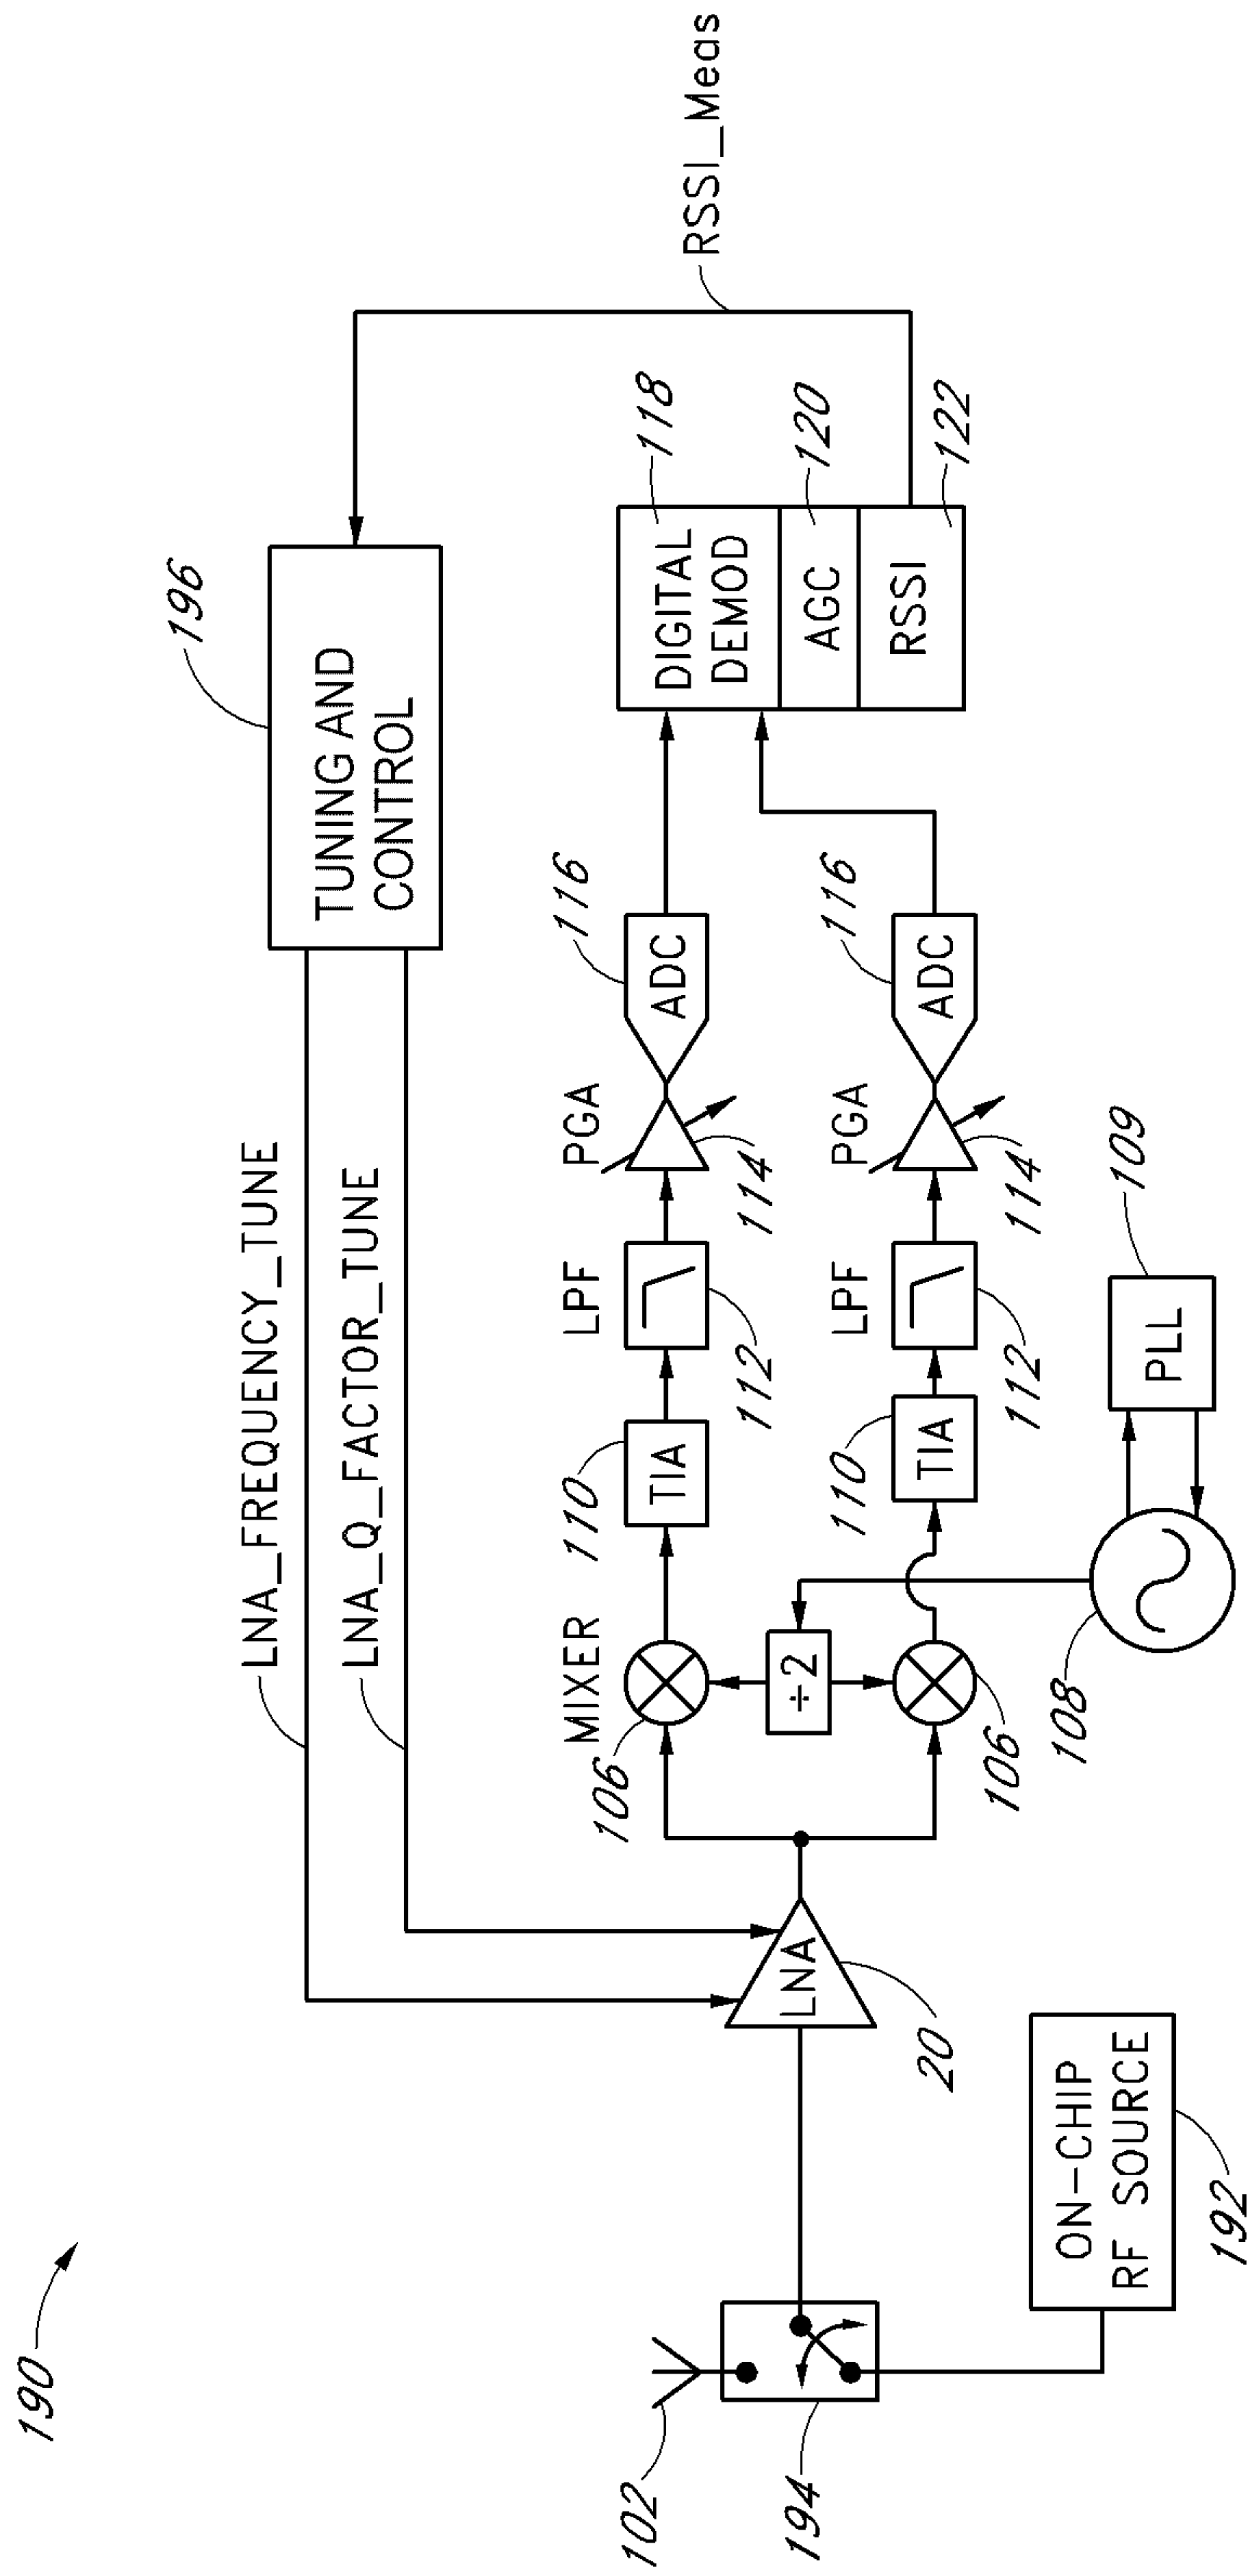 190
196
TUNING AND
CONTROL
LNA_FREQUENCY_TUNE
LNA_Q_FACTOR_TUNE
RSSI_Meas
102
194
ON-CHIP
RF SOURCE
192
LNA
20
MIXER
106
÷2
106
108
PLL
109
110
TIA
LPF
112
PGA
114
116
ADC
110
TIA
LPF
112
PGA
114
116
ADC
DIGITAL
DEMOD
118
AGC
120
RSSI
122